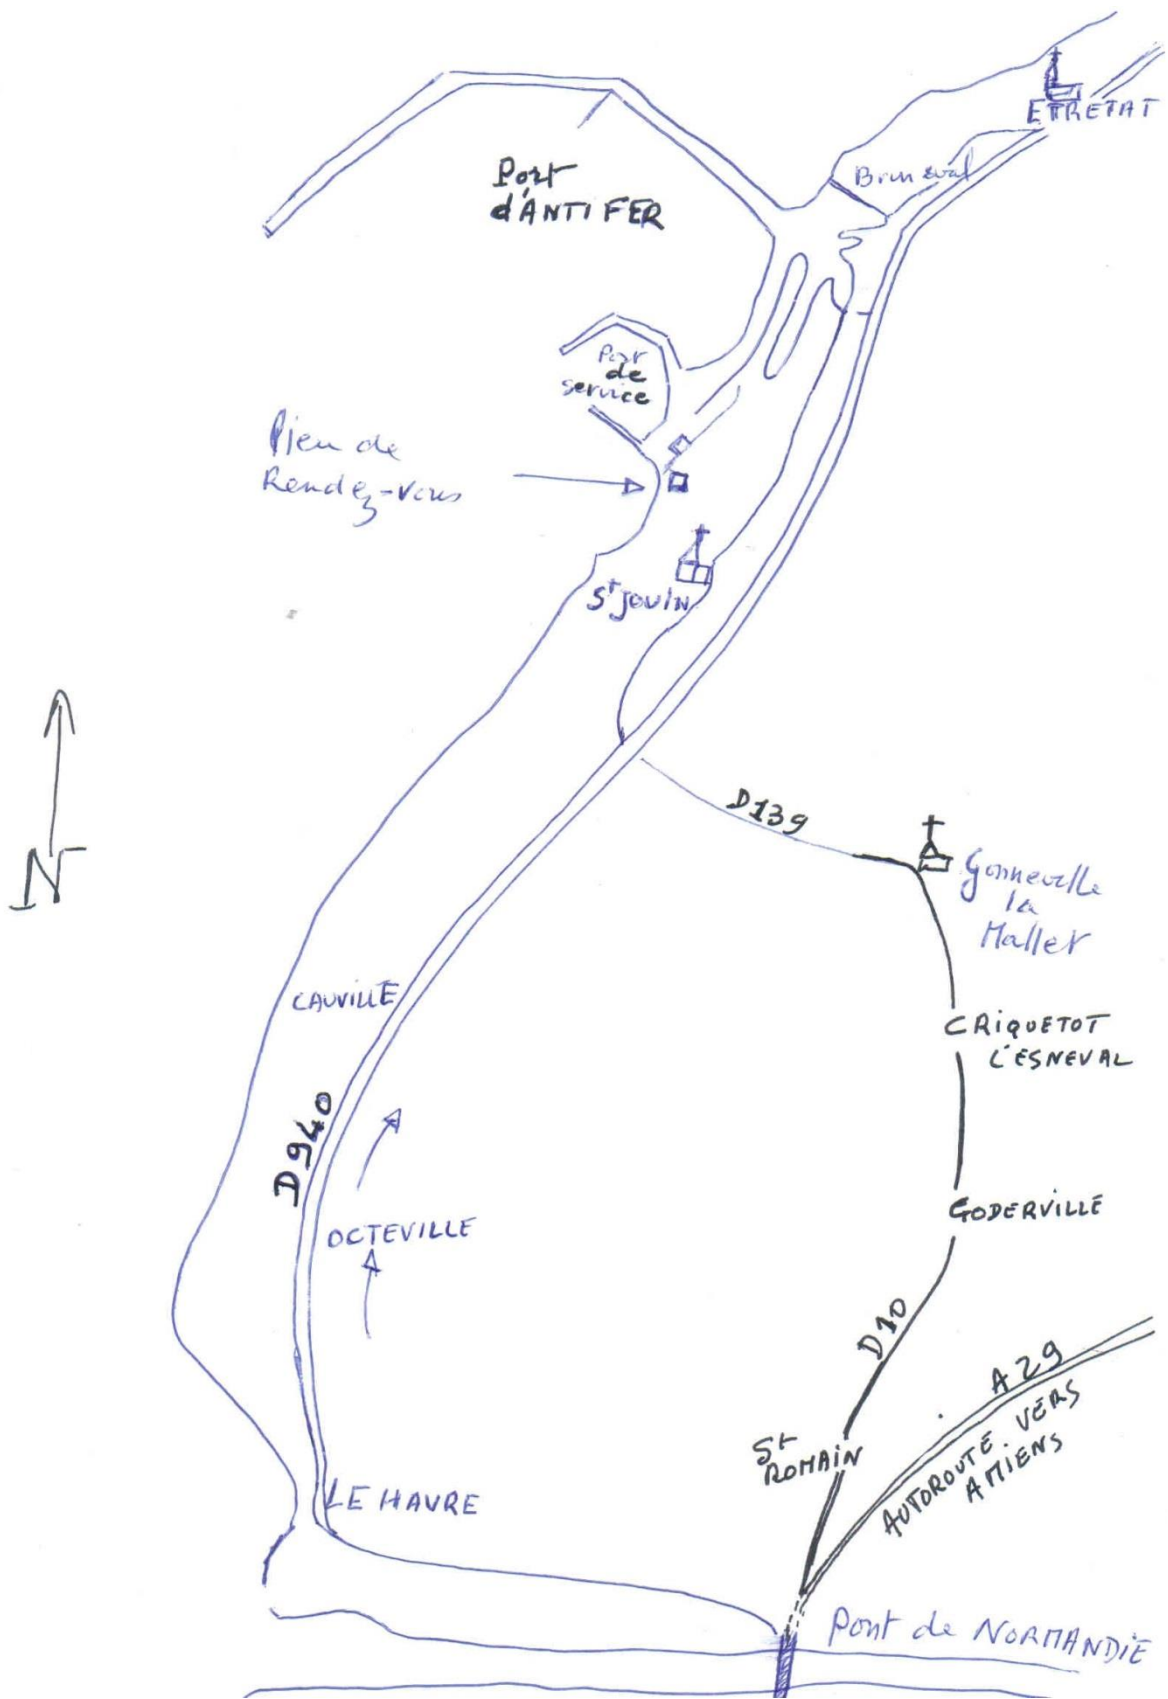 ETRETAT
Bruneval
Port
d'ANTIFER
Port
de
service
Lieu de
Rendez-vous
St JOUIN
D139
Gonneville
la
Mallet
N
CAUVILLE
CRIQUETOT
L'ESNEVAL
D940
GODERVILLE
OCTEVILLE
D10
A29
AUTOROUTE VERS
AMIENS
St
ROMAIN
LE HAVRE
Pont de NORMANDIE